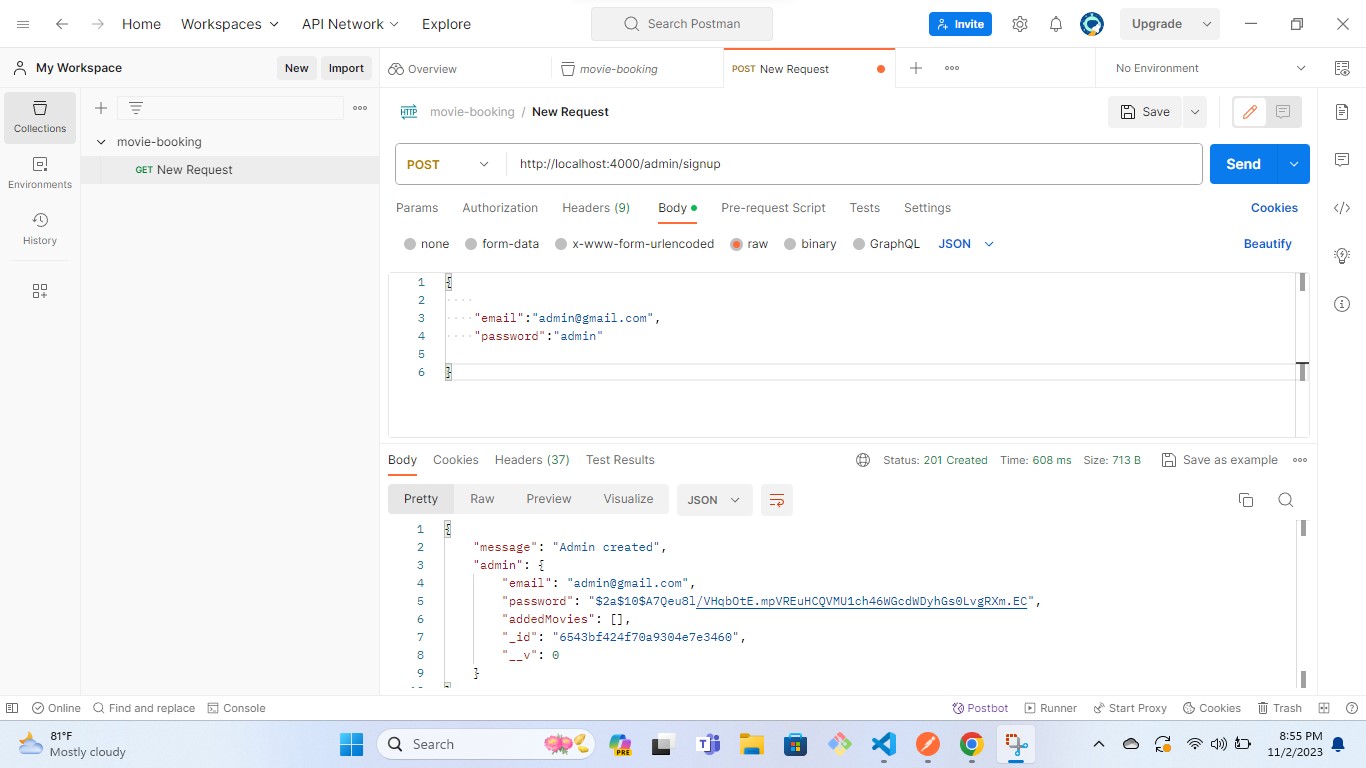 Home Workspaces API Network Explore Search Postman Invite Upgrade
My Workspace New Import Overview movie-booking POST New Request No Environment
Collections
movie-booking
GET New Request
Environments
History
HTTP movie-booking / New Request Save
POST http://localhost:4000/admin/signup Send
Params Authorization Headers (9) Body Pre-request Script Tests Settings Cookies
none form-data x-www-form-urlencoded raw binary GraphQL JSON Beautify
1 {
2
3 "email":"admin@gmail.com",
4 "password":"admin"
5
6 }
Body Cookies Headers (37) Test Results Status: 201 Created Time: 608 ms Size: 713 B Save as example
Pretty Raw Preview Visualize JSON
1 {
2 "message": "Admin created",
3 "admin": {
4 "email": "admin@gmail.com",
5 "password": "$2a$10$A7Qeu8l/VHqbOtE.mpVREuHCQVMU1ch46WGcdWDyhGs0LvgRXm.EC",
6 "addedMovies": [],
7 "_id": "6543bf424f70a9304e7e3460",
8 "__v": 0
9 }
Online Find and replace Console Postbot Runner Start Proxy Cookies Trash
81°F
Mostly cloudy
Search
PRE
8:55 PM
11/2/2023